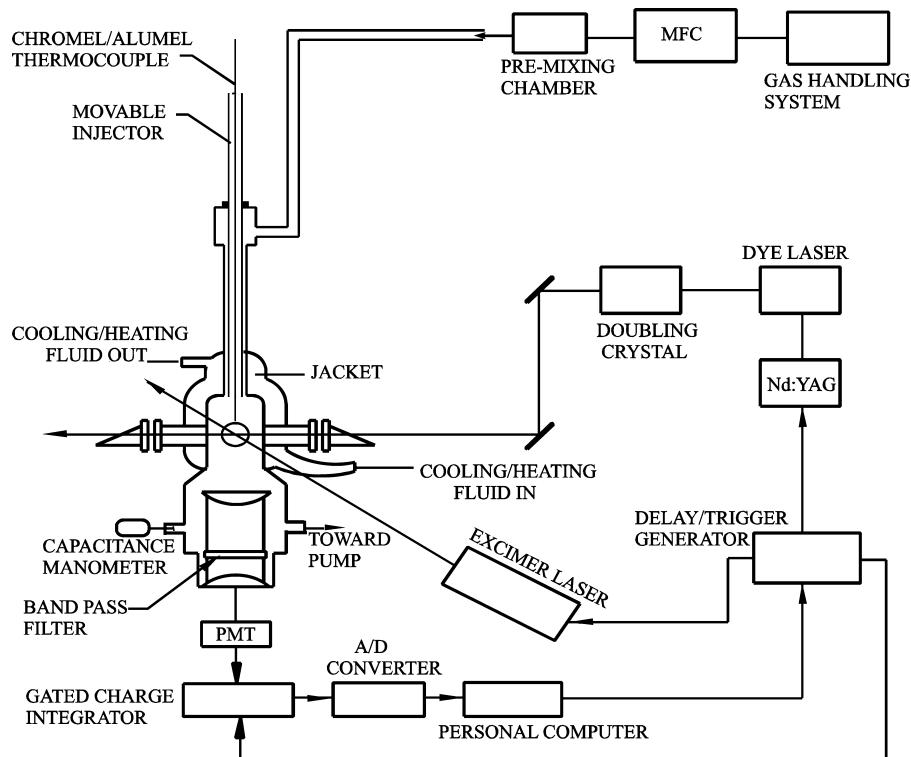 CHROMEL/ALUMEL
THERMOCOUPLE
MOVABLE
INJECTOR
PRE-MIXING
CHAMBER
MFC
GAS HANDLING
SYSTEM
DYE LASER
DOUBLING
CRYSTAL
Nd:YAG
COOLING/HEATING
FLUID OUT
JACKET
COOLING/HEATING
FLUID IN
CAPACITANCE
MANOMETER
TOWARD
PUMP
EXCIMER LASER
DELAY/TRIGGER
GENERATOR
BAND PASS
FILTER
PMT
A/D
CONVERTER
GATED CHARGE
INTEGRATOR
PERSONAL COMPUTER